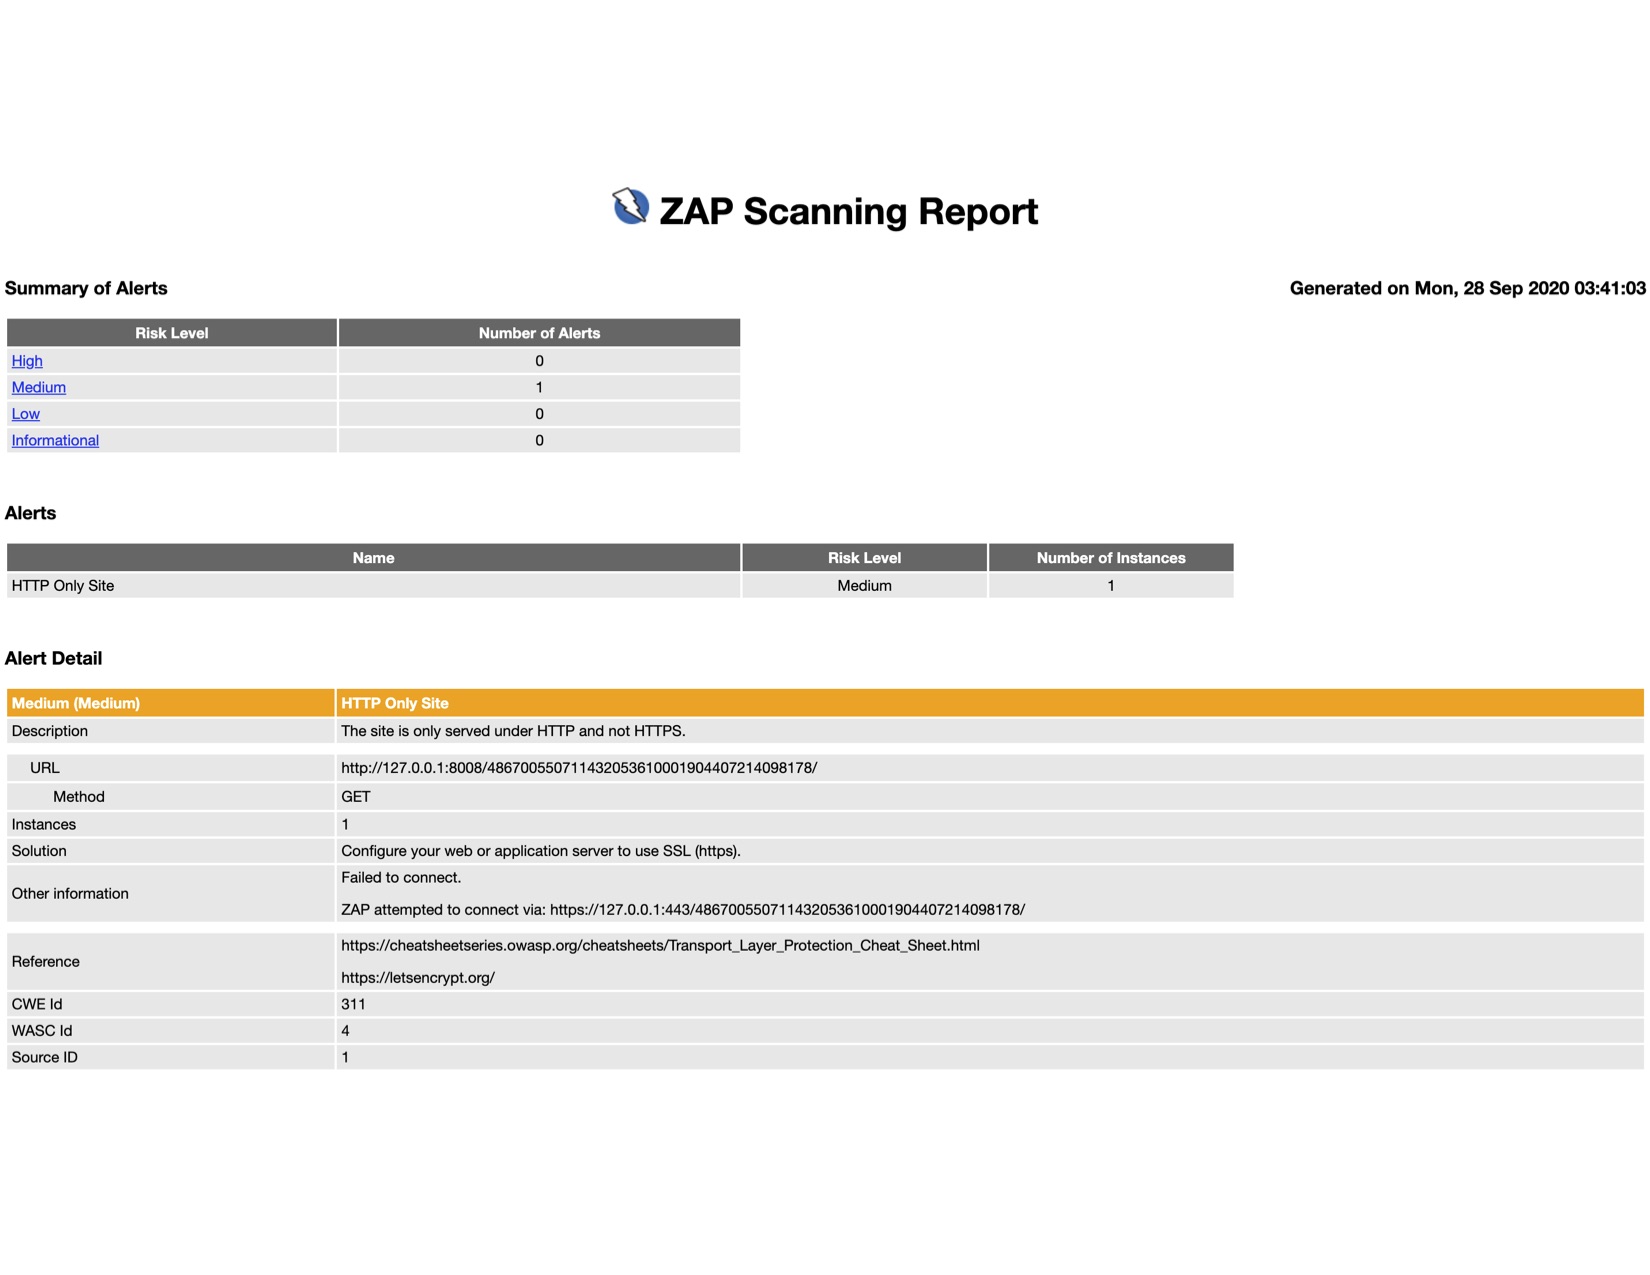 ZAP Scanning Report
Summary of Alerts
Generated on Mon, 28 Sep 2020 03:41:03
Risk Level Number of Alerts
High 0
Medium 1
Low 0
Informational 0
Alerts
Name Risk Level Number of Instances
HTTP Only Site Medium 1
Alert Detail
Medium (Medium) HTTP Only Site
Description The site is only served under HTTP and not HTTPS.
URL http://127.0.0.1:8008/48670055071143205361000190440721409 8178/
Method GET
Instances 1
Solution Configure your web or application server to use SSL (https).
Other information
Failed to connect.
ZAP attempted to connect via: https://127.0.0.1:443/486700550711432053610001904407214098178/
Reference
https://cheatsheetseries.owasp.org/cheatsheets/Transport_Layer_Protection_Cheat_Sheet.html
https://letsencrypt.org/
CWE Id 311
WASC Id 4
Source ID 1